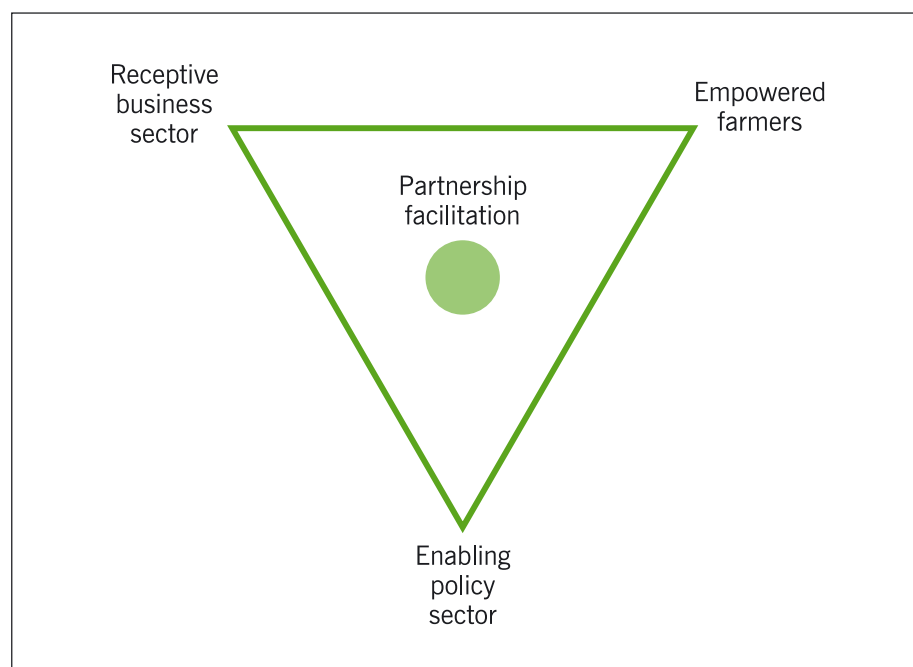 Receptive
business
sector
Empowered
farmers
Partnership
facilitation
Enabling
policy
sector